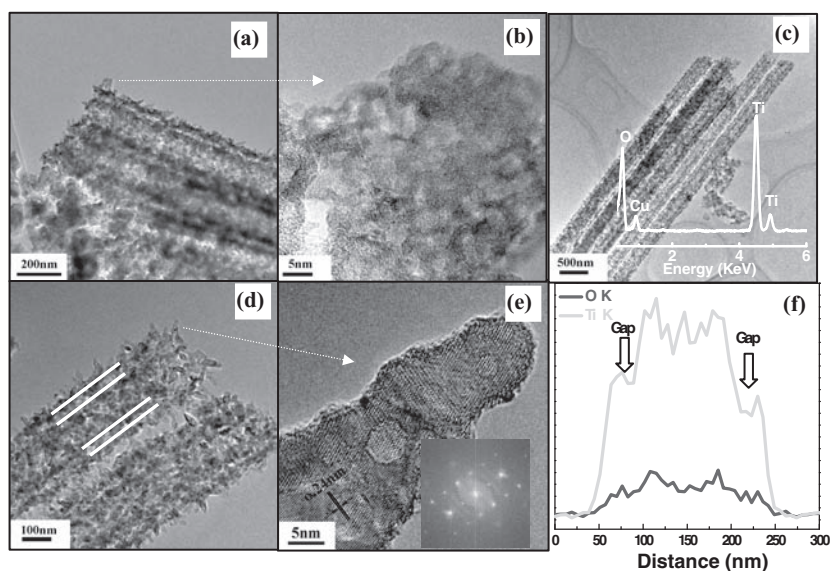 (a)
200nm
(b)
5nm
(c)
O
Cu
Ti
Ti
2 4 6
Energy (KeV)
500nm
(d)
100nm
(e)
0.24nm
5nm
(f)
O K
Ti K
Gap
Gap
0 50 100 150 200 250 300
Distance (nm)